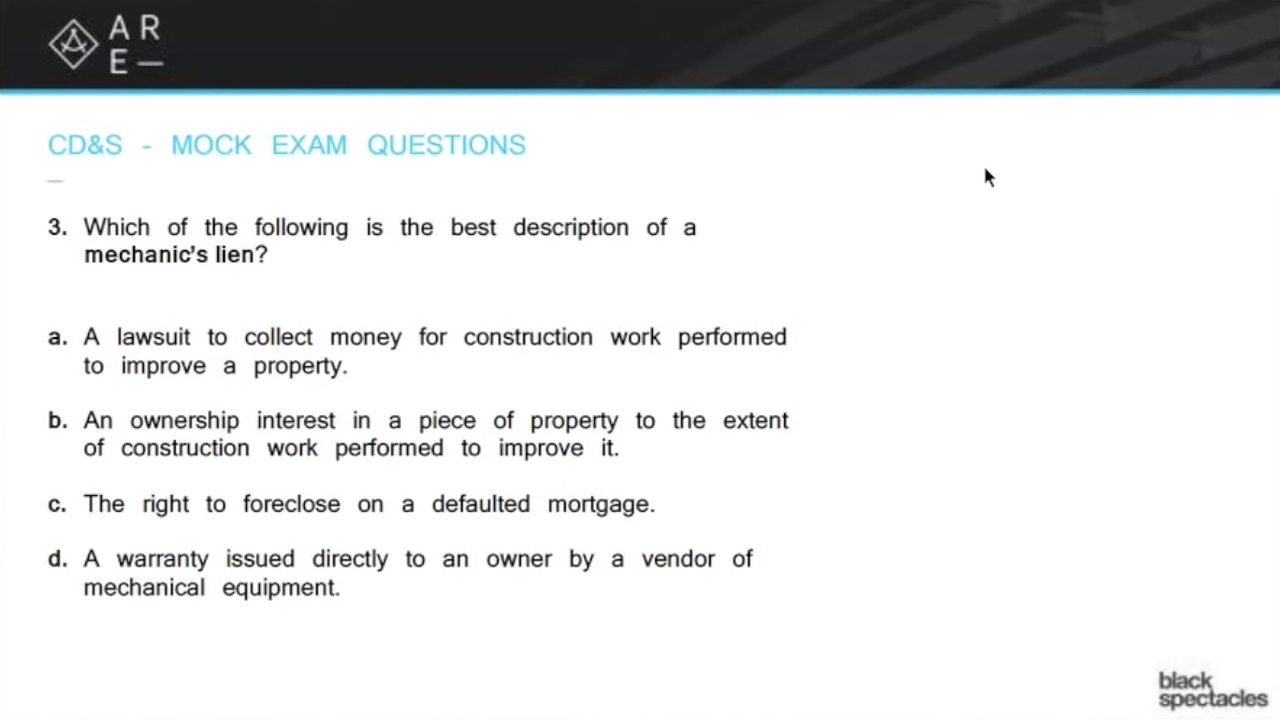 A R
E —
CD&S - MOCK EXAM QUESTIONS
3. Which of the following is the best description of a
mechanic's lien?
a. A lawsuit to collect money for construction work performed
to improve a property.
b. An ownership interest in a piece of property to the extent
of construction work performed to improve it.
c. The right to foreclose on a defaulted mortgage.
d. A warranty issued directly to an owner by a vendor of
mechanical equipment.
black
spectacles